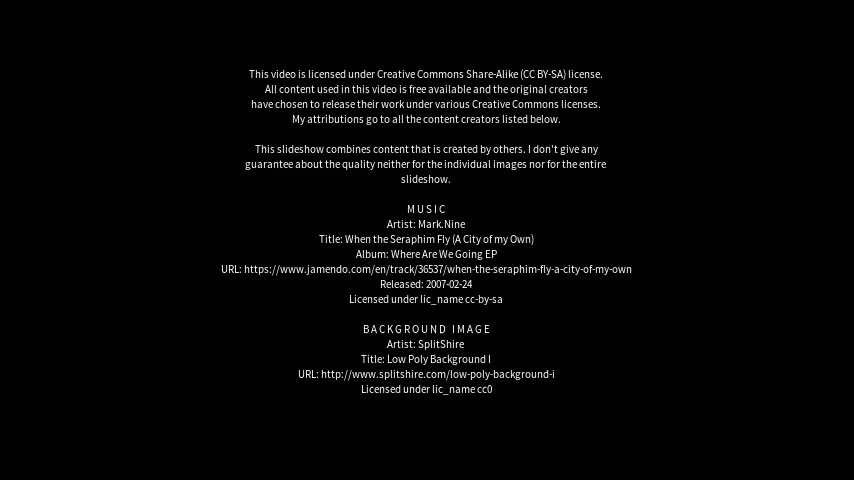 This video is licensed under Creative Commons Share-Alike (CC BY-SA) license.
All content used in this video is free available and the original creators
have chosen to release their work under various Creative Commons licenses.
My attributions go to all the content creators listed below.
This slideshow combines content that is created by others. I don't give any
guarantee about the quality neither for the individual images nor for the entire
slideshow.
MUSIC
Artist: Mark.Nine
Title: When the Seraphim Fly (A City of my Own)
Album: Where Are We Going EP
URL: https://www.jamendo.com/en/track/36537/when-the-seraphim-fly-a-city-of-my-own
Released: 2007-02-24
Licensed under lic_name cc-by-sa
BACKGROUND IMAGE
Artist: SplitShire
Title: Low Poly Background I
URL: http://www.splitshire.com/low-poly-background-i
Licensed under lic_name cc0